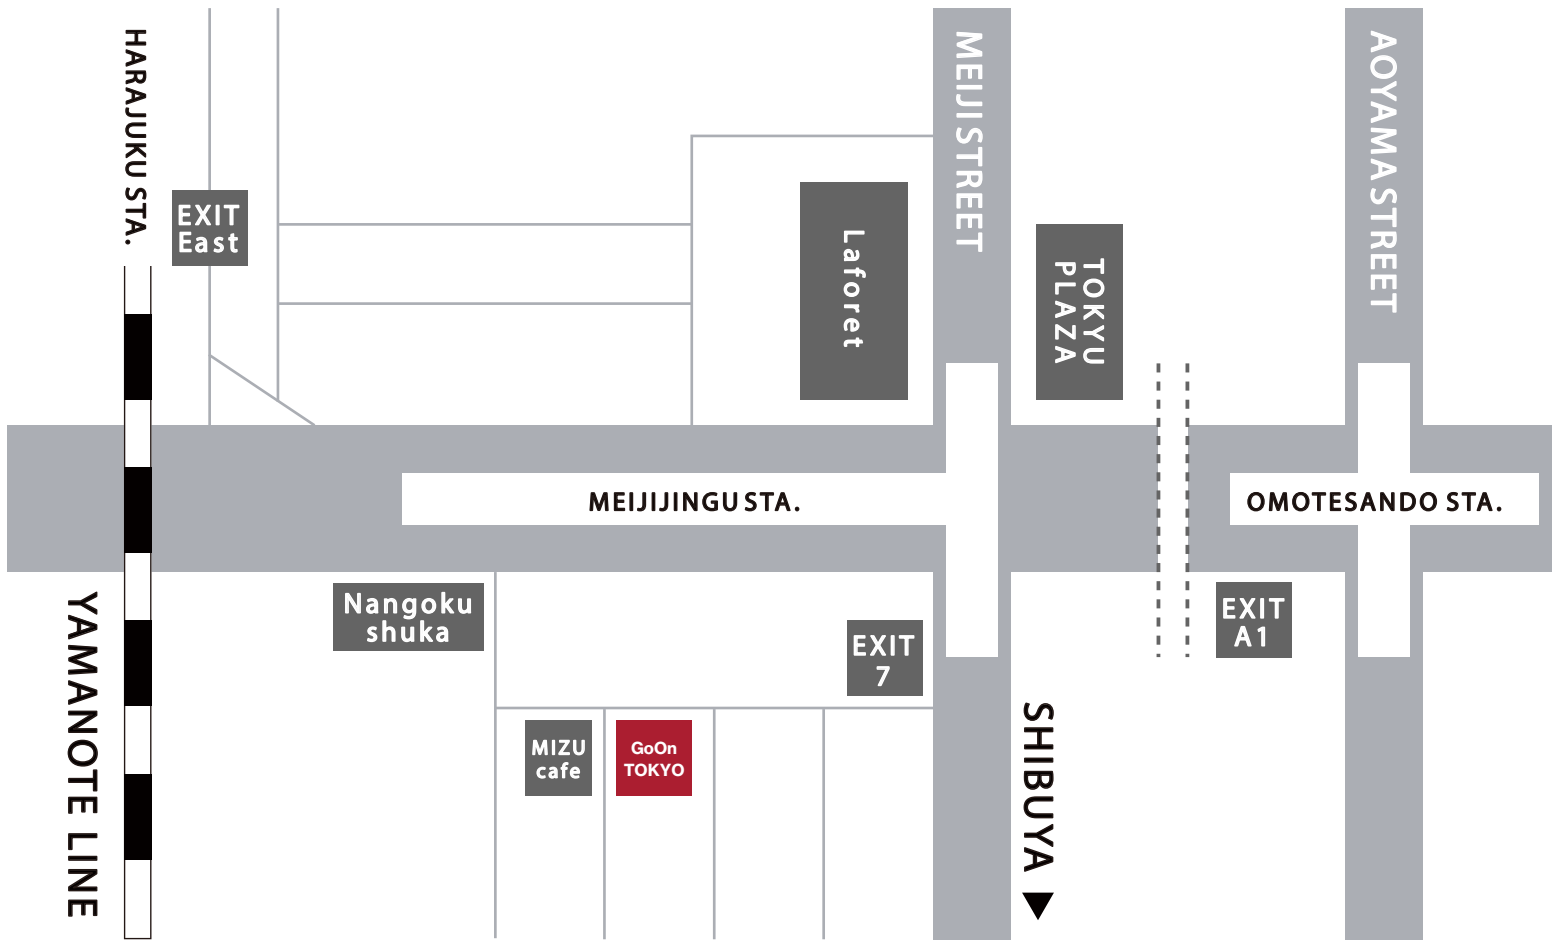 HARAJUKU STA.
EXIT
East
MEIJI STREET
AOYAMA STREET
Laforet
TOKYU
PLAZA
MEIJIJINGU STA.
OMOTESANDO STA.
YAMANOTE LINE
Nangoku
shuka
EXIT
7
EXIT
A1
MIZU
cafe
GoOn
TOKYO
SHIBUYA ▼